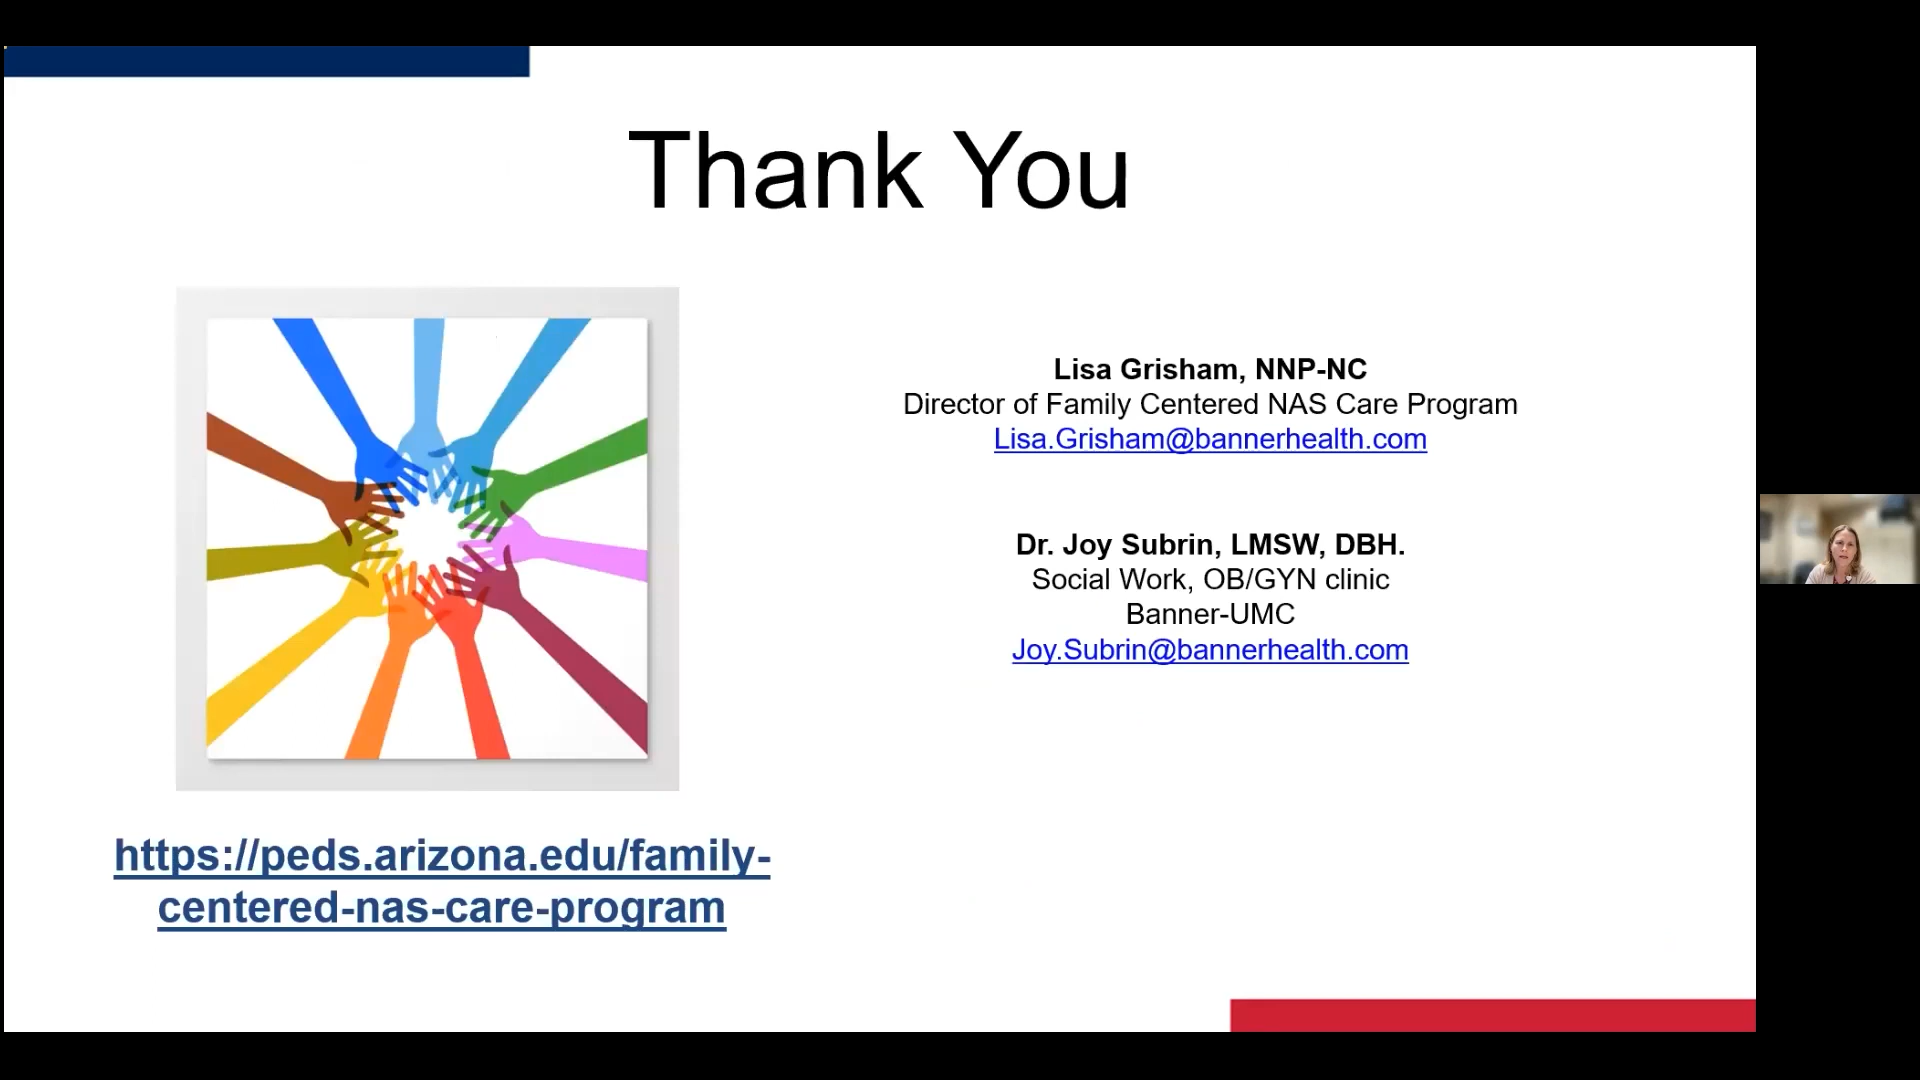 Thank You
Lisa Grisham, NNP-NC
Director of Family Centered NAS Care Program
Lisa.Grisham@bannerhealth.com
Dr. Joy Subrin, LMSW, DBH.
Social Work, OB/GYN clinic
Banner-UMC
Joy.Subrin@bannerhealth.com
https://peds.arizona.edu/family-
centered-nas-care-program